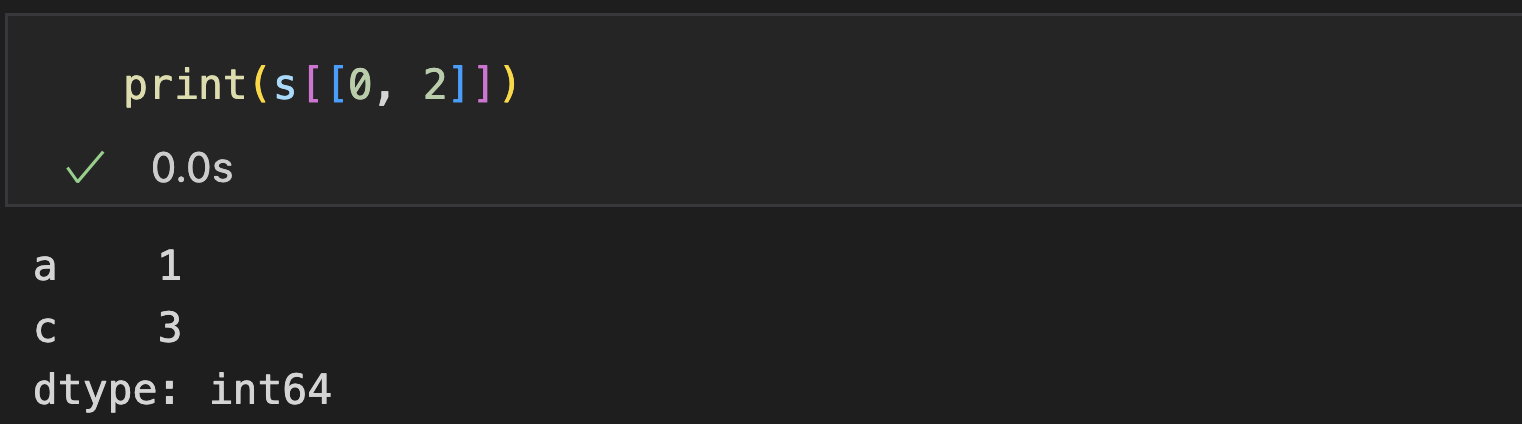 print(s[[0, 2]])
✓ 0.0s
a    1
c    3
dtype: int64